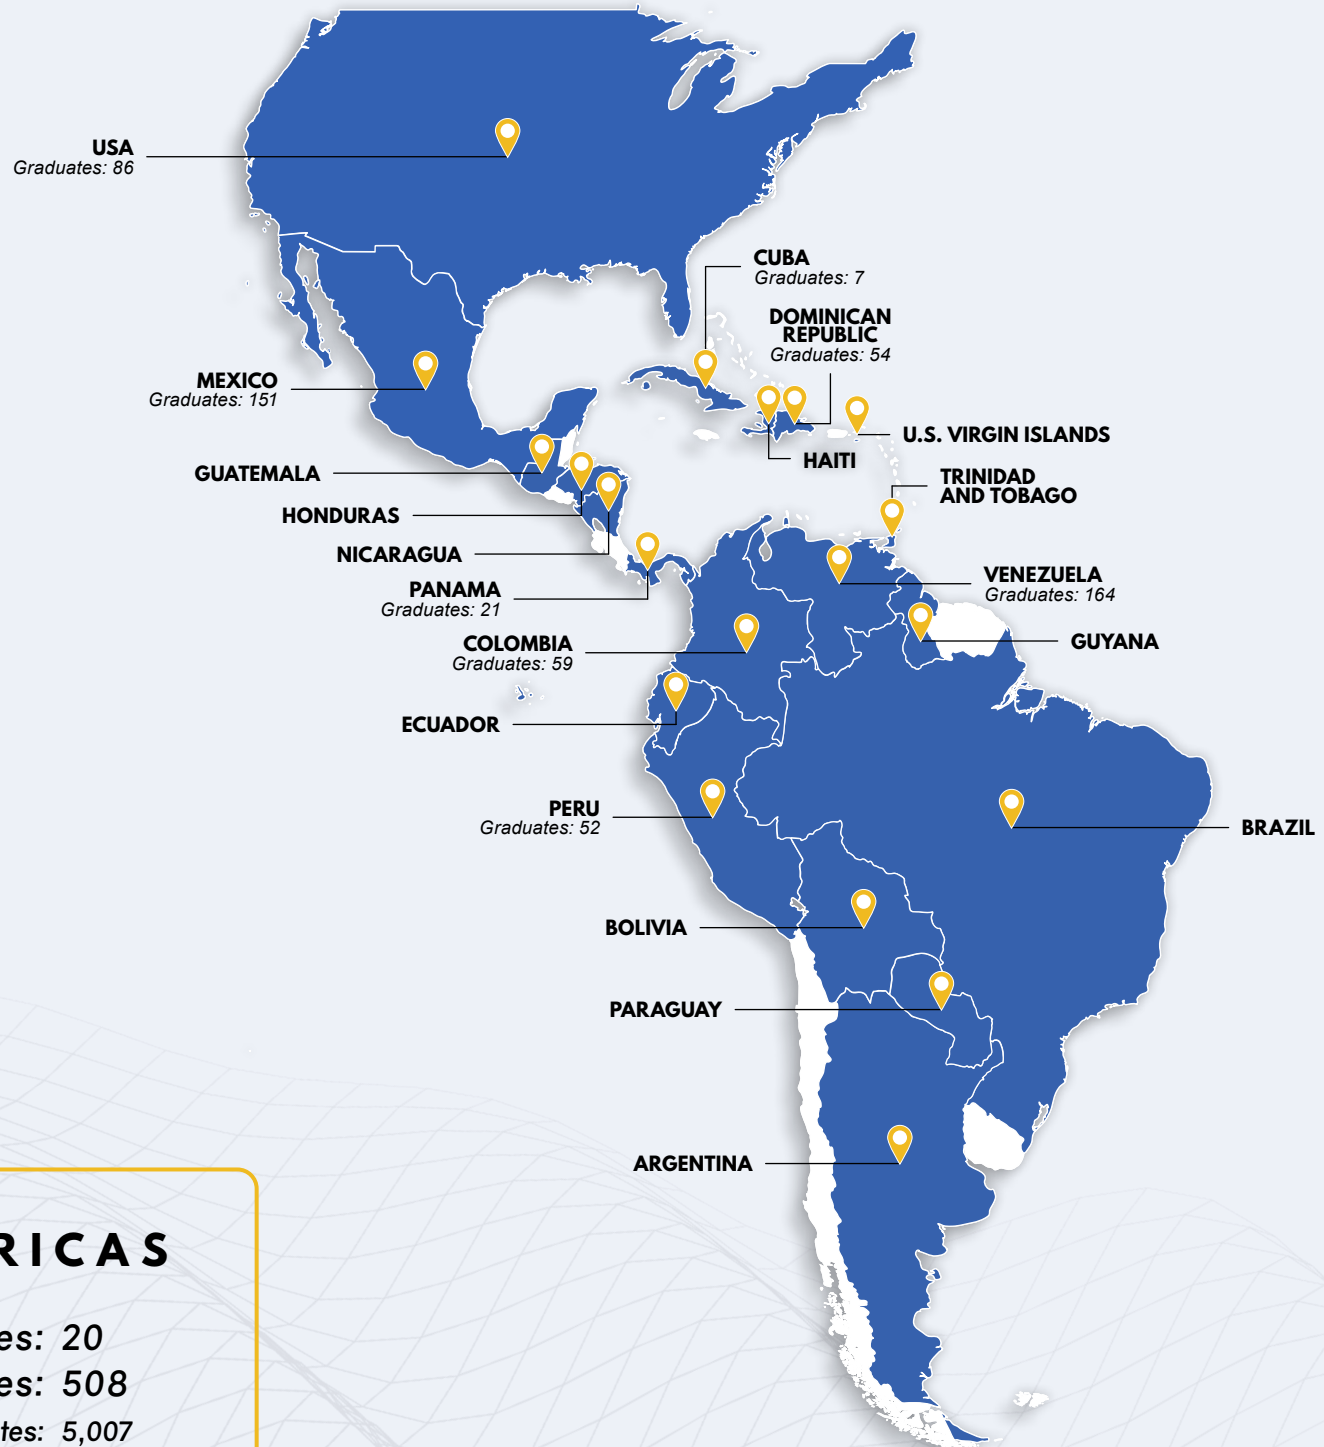 USA
Graduates: 86
CUBA
Graduates: 7
DOMINICAN
REPUBLIC
Graduates: 54
MEXICO
Graduates: 151
U.S. VIRGIN ISLANDS
HAITI
GUATEMALA
TRINIDAD
AND TOBAGO
HONDURAS
NICARAGUA
PANAMA
Graduates: 21
VENEZUELA
Graduates: 164
COLOMBIA
Graduates: 59
GUYANA
ECUADOR
PERU
Graduates: 52
BRAZIL
BOLIVIA
PARAGUAY
ARGENTINA
RICAS
es: 20
es: 508
tes: 5,007